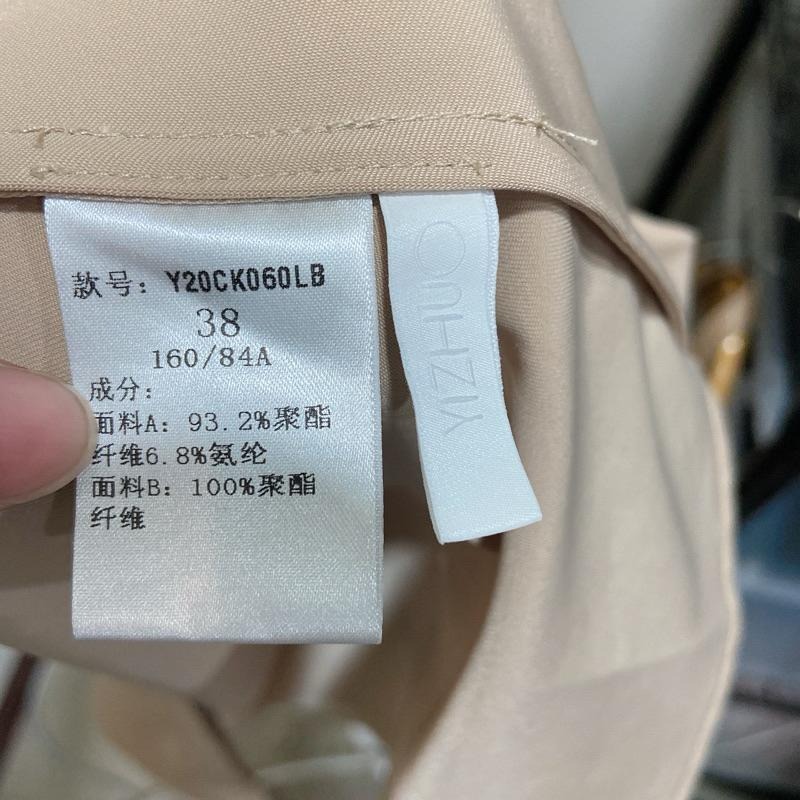 款号：Y20CK060LB
38
160/84A
成分：
面料A：93.2%聚酯
纤维6.8%氨纶
面料B：100%聚酯
纤维
YIZHUO